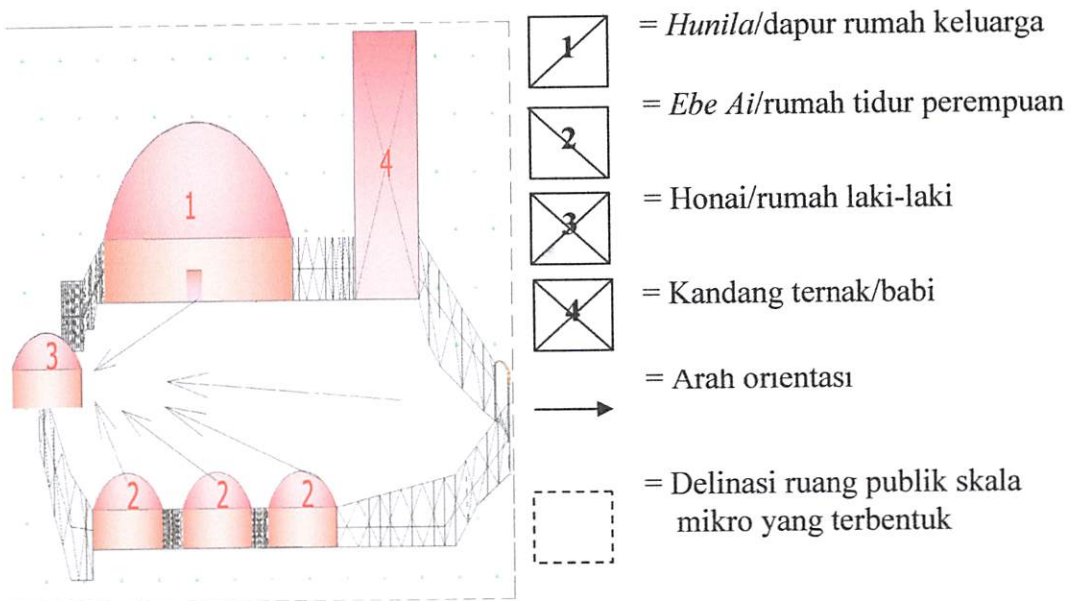 1
4
3
2 2 2
1 = Hunila/dapur rumah keluarga
2 = Ebe Ai/rumah tidur perempuan
3 = Honai/rumah laki-laki
4 = Kandang ternak/babi
= Arah orientasi
= Delinasi ruang publik skala
mikro yang terbentuk